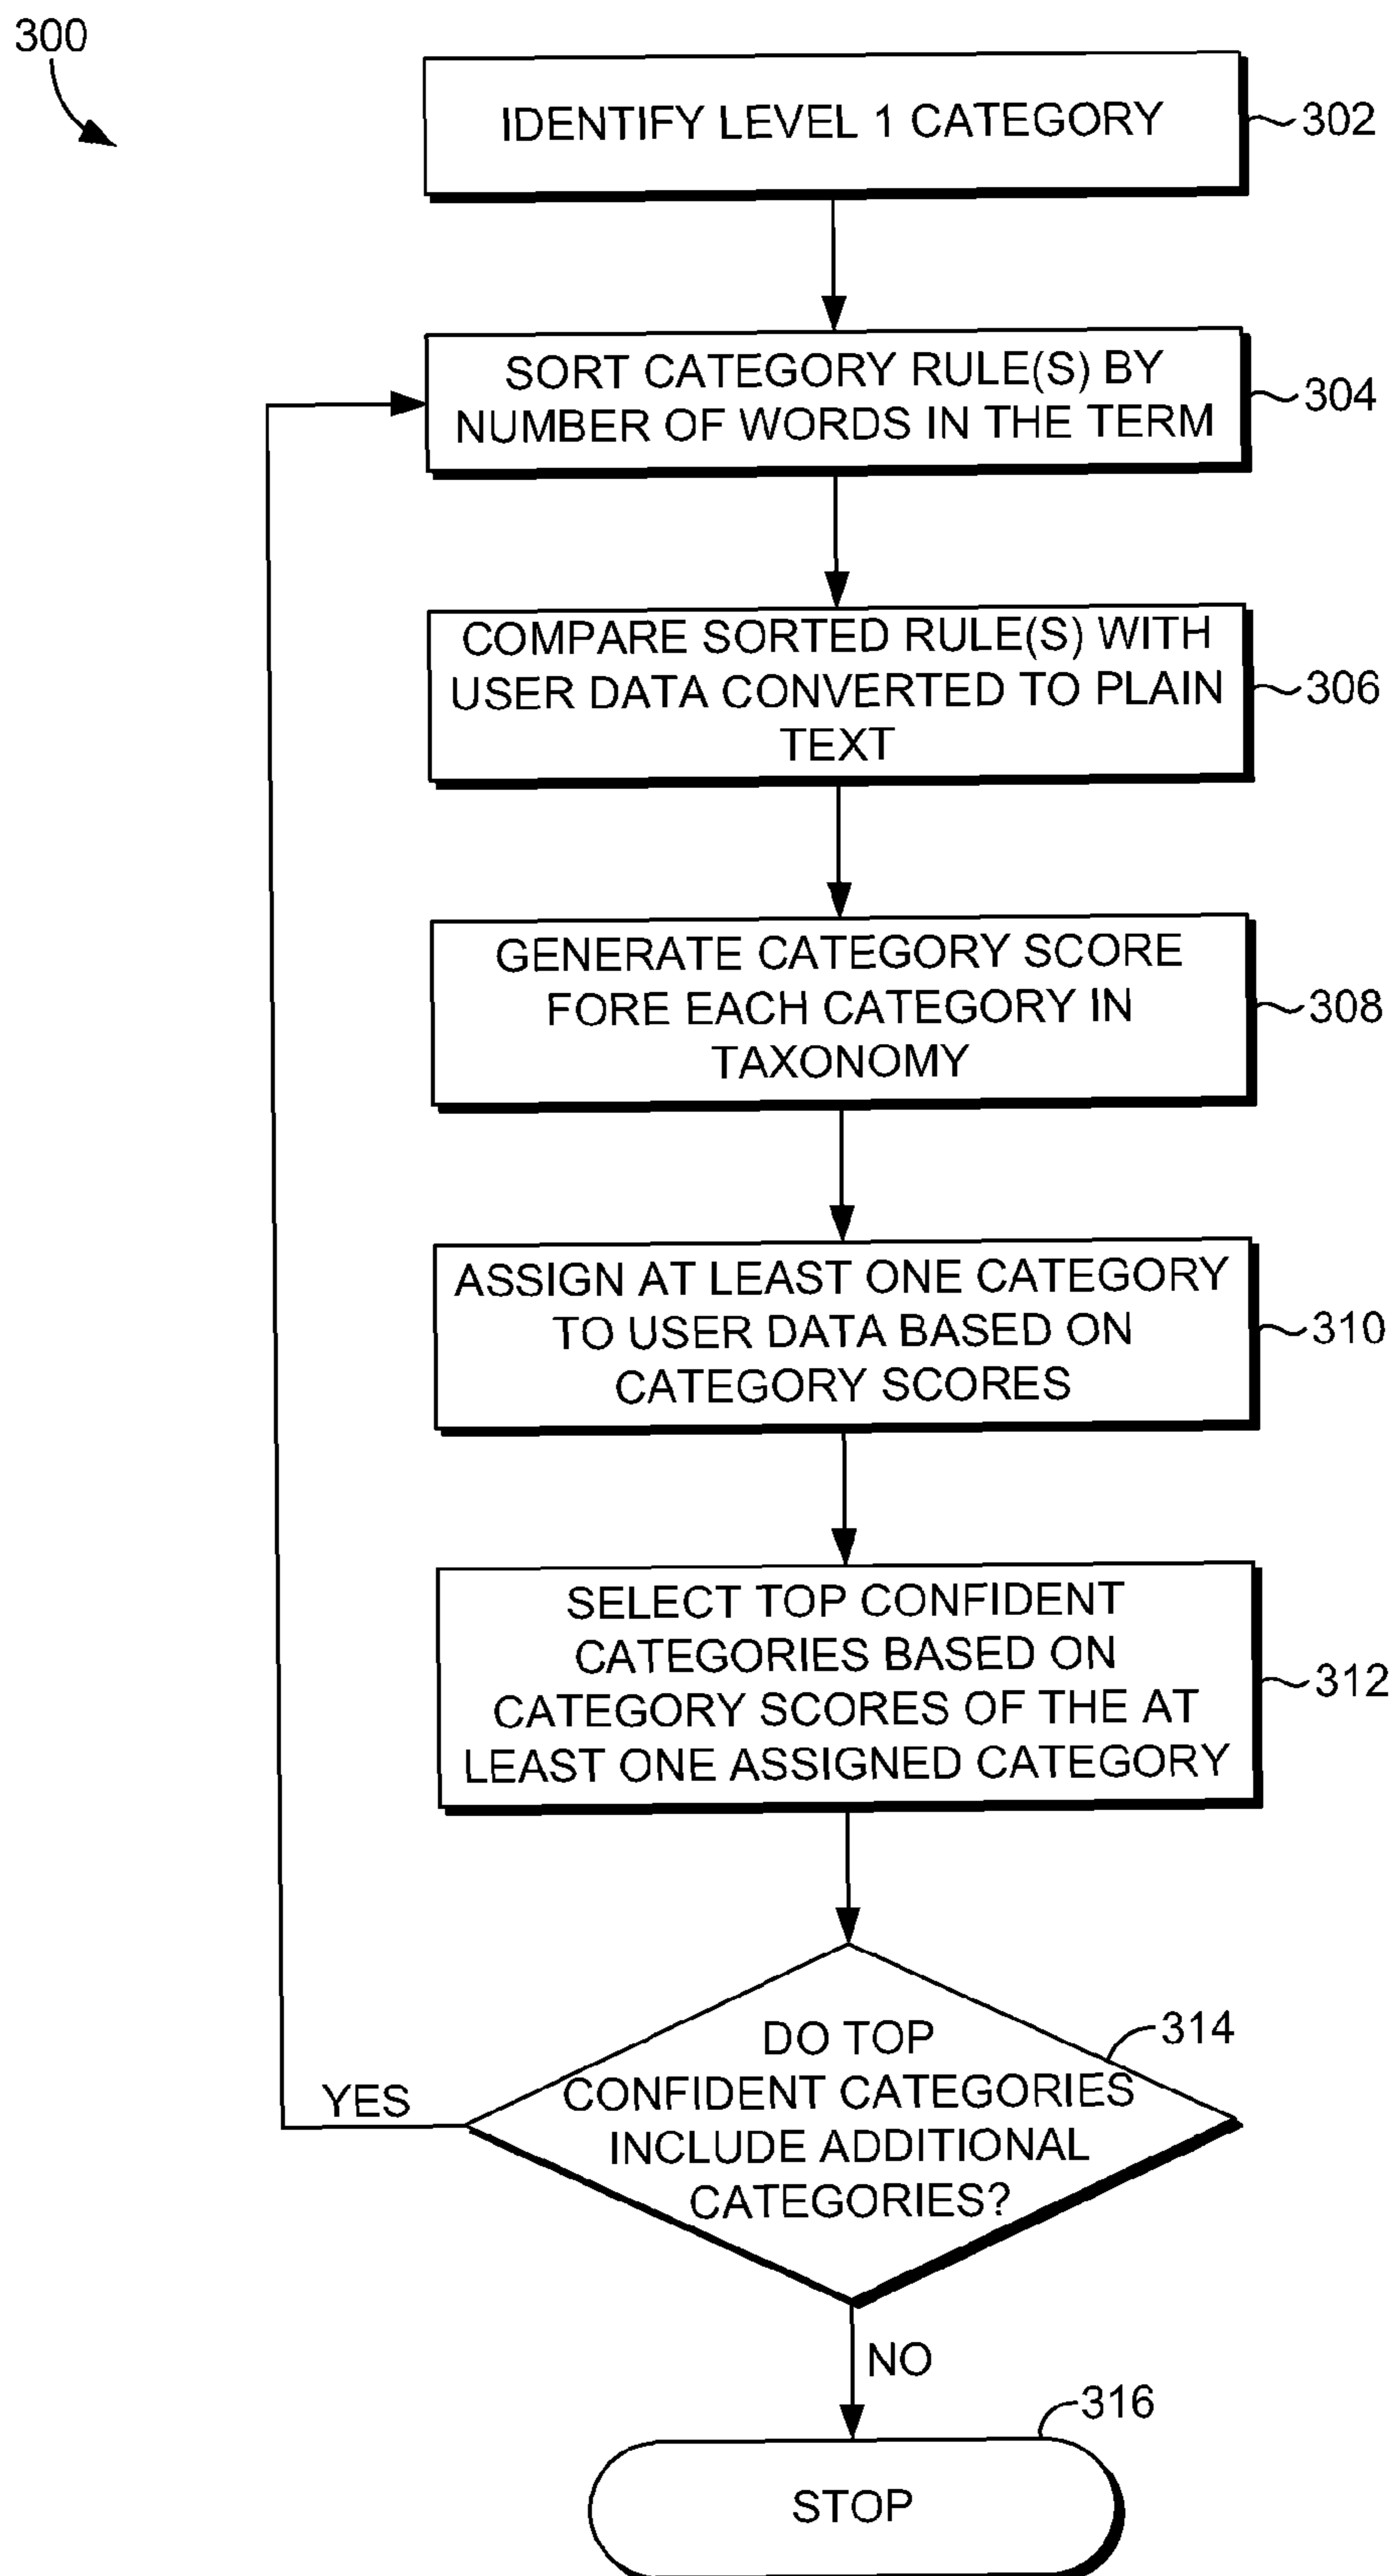 300
IDENTIFY LEVEL 1 CATEGORY
302
SORT CATEGORY RULE(S) BY
NUMBER OF WORDS IN THE TERM
304
COMPARE SORTED RULE(S) WITH
USER DATA CONVERTED TO PLAIN
TEXT
306
GENERATE CATEGORY SCORE
FORE EACH CATEGORY IN
TAXONOMY
308
ASSIGN AT LEAST ONE CATEGORY
TO USER DATA BASED ON
CATEGORY SCORES
310
SELECT TOP CONFIDENT
CATEGORIES BASED ON
CATEGORY SCORES OF THE AT
LEAST ONE ASSIGNED CATEGORY
312
DO TOP
CONFIDENT CATEGORIES
INCLUDE ADDITIONAL
CATEGORIES?
314
YES
NO
316
STOP